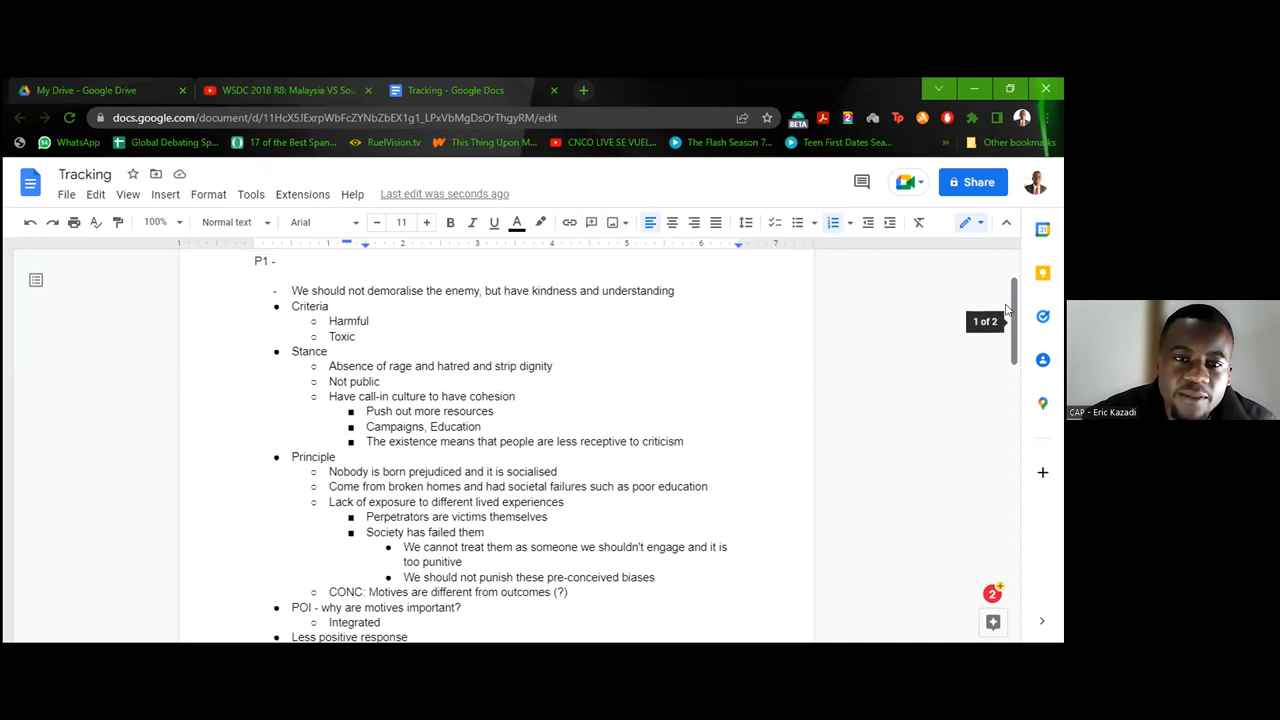 My Drive - Google Drive
WSDC 2018 R8: Malaysia VS Sou
Tracking - Google Docs
docs.google.com/document/d/11HcX5JExrpWbFcZYNbZbEX1g1_LPxVbMgDsOrThgyRM/edit
BETA
WhatsApp
Global Debating Sp...
17 of the Best Span...
RuelVision.tv
This Thing Upon M...
CNCO LIVE SE VUEL...
The Flash Season 7...
Teen First Dates Sea...
»
Other bookmarks
Tracking
File Edit View Insert Format Tools Extensions Help
Last edit was seconds ago
Share
100% Normal text Arial 11 B I U A
1 1 2 3 4 5 6 7
P1 -
- We should not demoralise the enemy, but have kindness and understanding
● Criteria
○ Harmful
○ Toxic
● Stance
○ Absence of rage and hatred and strip dignity
○ Not public
○ Have call-in culture to have cohesion
■ Push out more resources
■ Campaigns, Education
■ The existence means that people are less receptive to criticism
● Principle
○ Nobody is born prejudiced and it is socialised
○ Come from broken homes and had societal failures such as poor education
○ Lack of exposure to different lived experiences
■ Perpetrators are victims themselves
■ Society has failed them
● We cannot treat them as someone we shouldn't engage and it is
too punitive
● We should not punish these pre-conceived biases
○ CONC: Motives are different from outcomes (?)
● POI - why are motives important?
○ Integrated
● Less positive response
1 of 2
2
CAP - Eric Kazadi